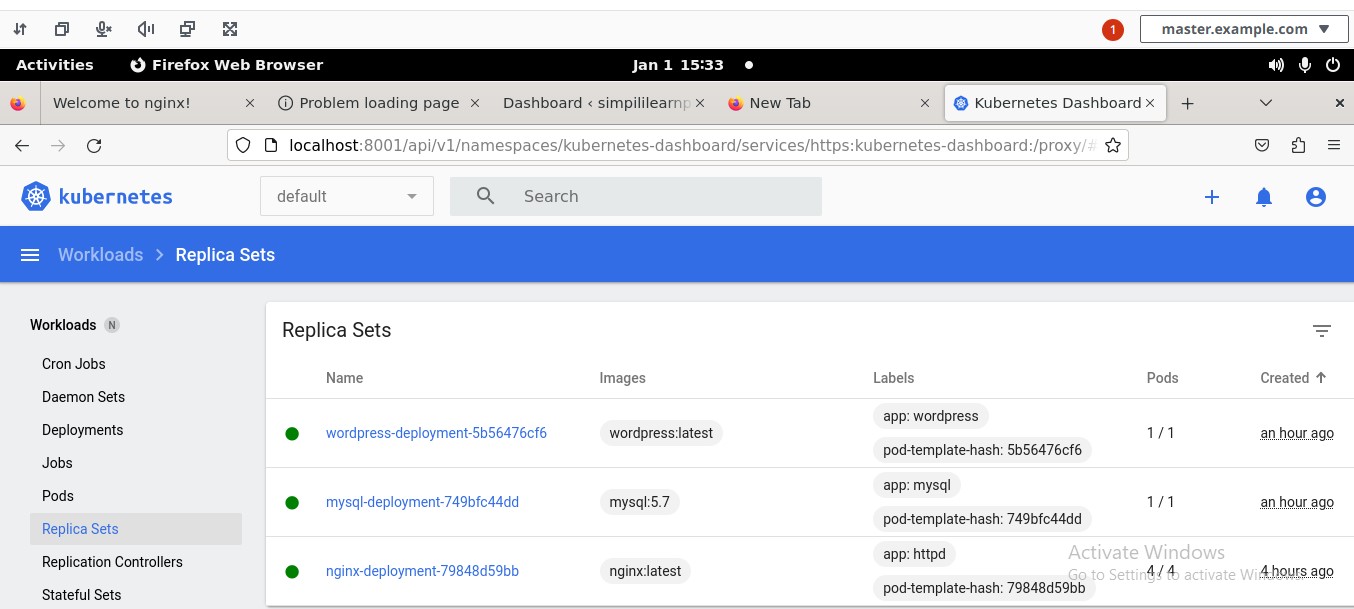 1
master.example.com
Activities Firefox Web Browser Jan 1 15:33
Welcome to nginx! Problem loading page Dashboard ‹ simpililearnp New Tab Kubernetes Dashboard
localhost:8001/api/v1/namespaces/kubernetes-dashboard/services/https:kubernetes-dashboard:/proxy/#
kubernetes default Search
Workloads Replica Sets
Workloads N
Cron Jobs
Daemon Sets
Deployments
Jobs
Pods
Replica Sets
Replication Controllers
Stateful Sets
Replica Sets
Name Images Labels Pods Created
wordpress-deployment-5b56476cf6 wordpress:latest app: wordpress 1 / 1 an hour ago
pod-template-hash: 5b56476cf6
mysql-deployment-749bfc44dd mysql:5.7 app: mysql 1 / 1 an hour ago
pod-template-hash: 749bfc44dd
nginx-deployment-79848d59bb nginx:latest app: httpd 4 / 4 4 hours ago
pod-template-hash: 79848d59bb
Activate Windows
Go to Settings to activate Windows.